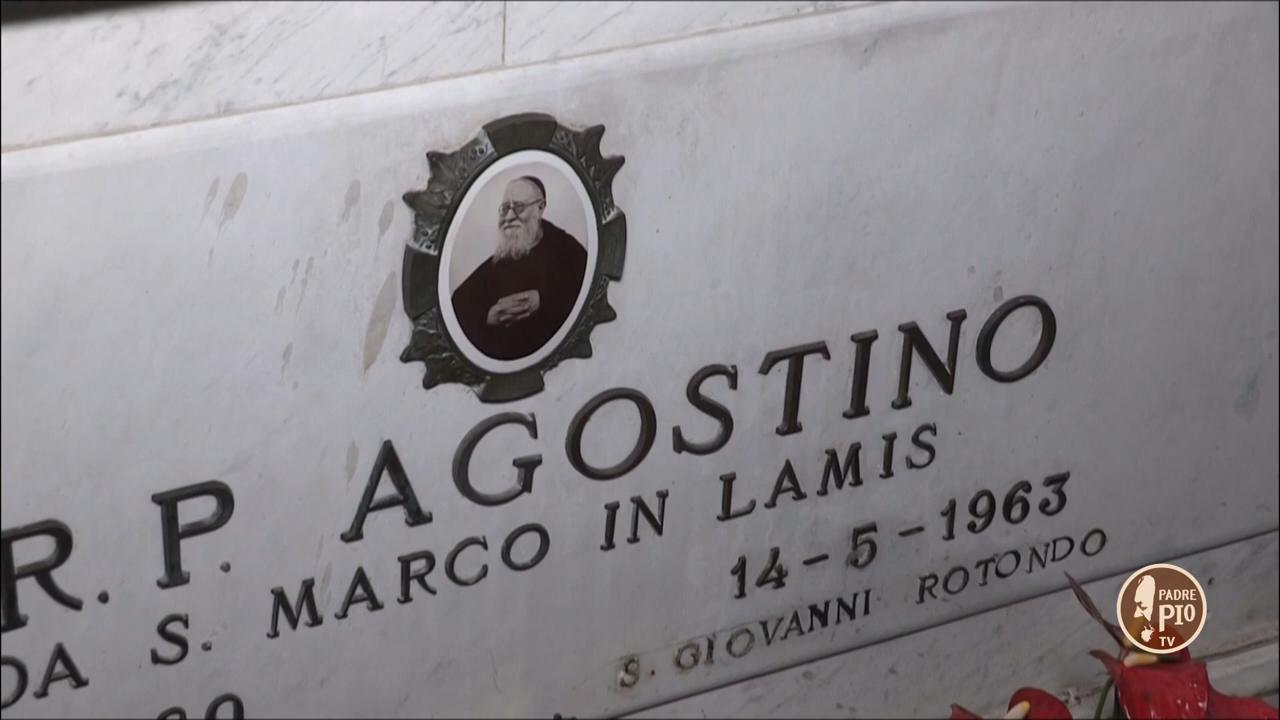 R. P. AGOSTINO
DA S. MARCO IN LAMIS
14-5-1963
S. GIOVANNI ROTONDO
PADRE
PIO
TV